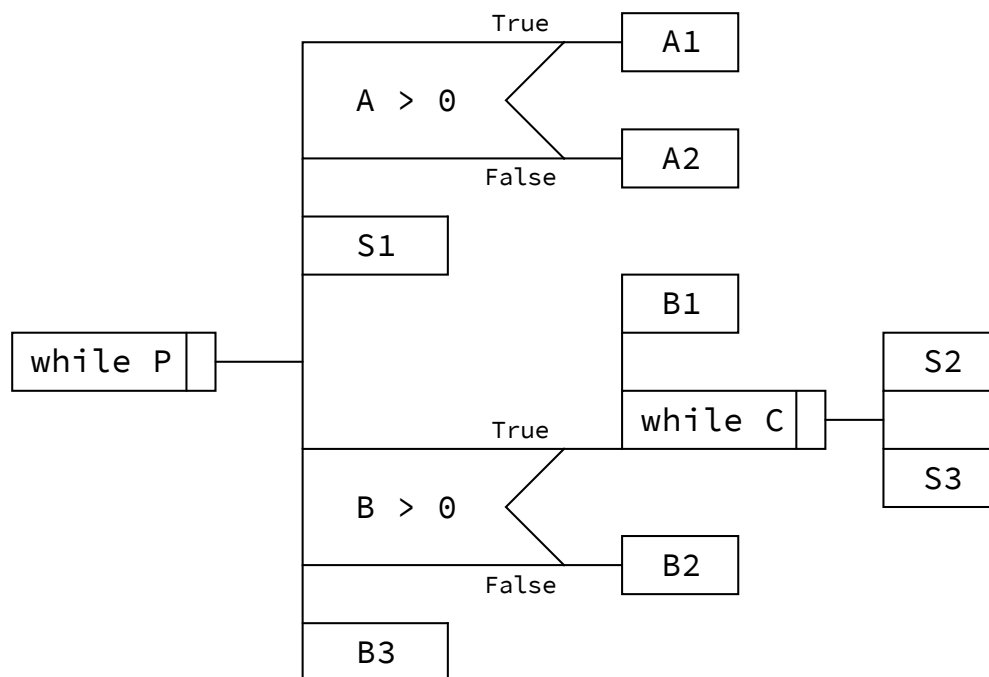 True
A1
A > 0
A2
False
S1
B1
while P
S2
True
while C
S3
B > 0
B2
False
B3